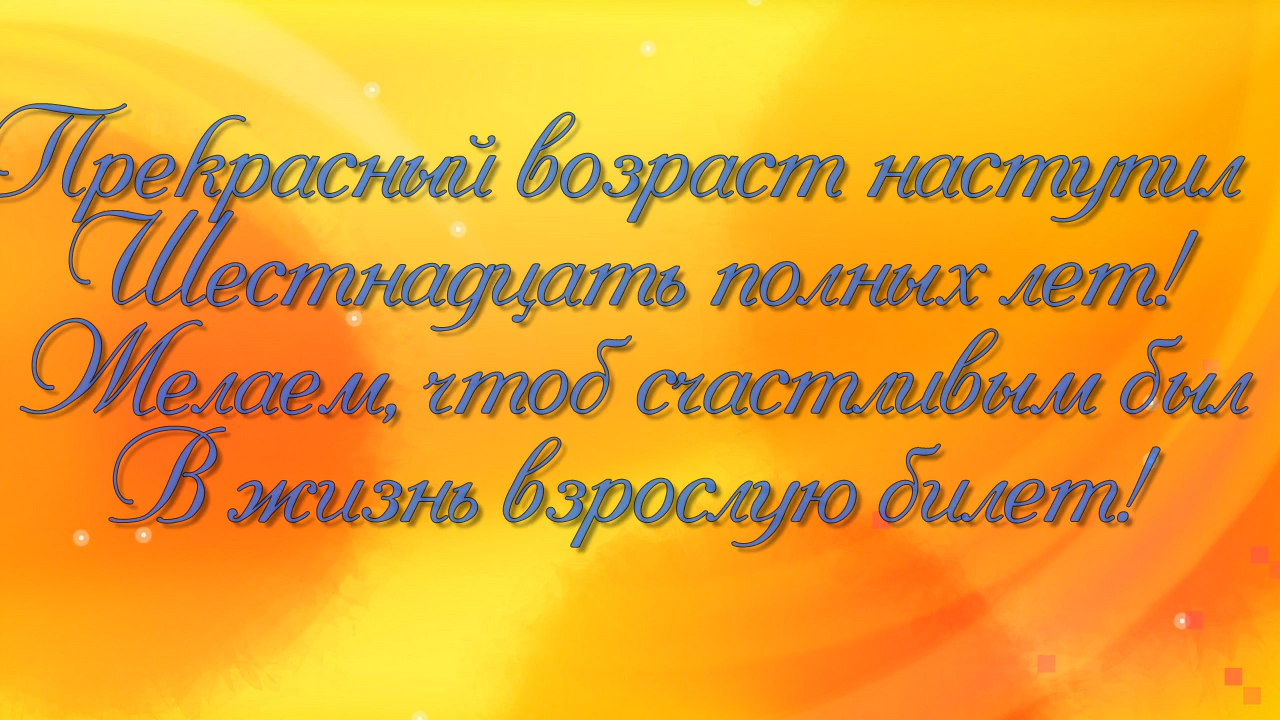 Прекрасный возраст наступил
Шестнадцать полных лет!
Желаем, чтоб счастливым был
В жизнь взрослую билет!